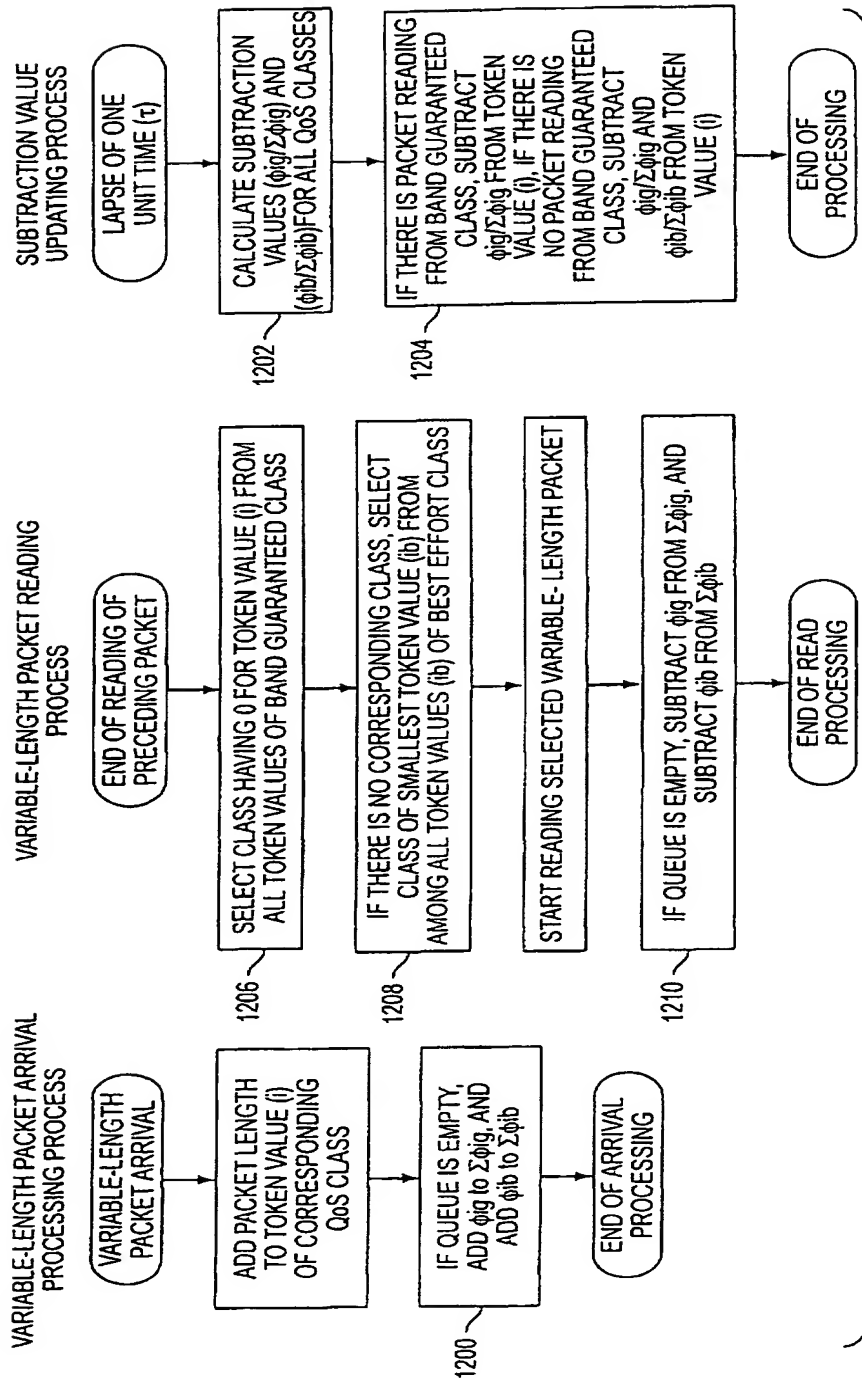 VARIABLE-LENGTH PACKET ARRIVAL
PROCESSING PROCESS
VARIABLE-LENGTH
PACKET ARRIVAL
ADD PACKET LENGTH
TO TOKEN VALUE (i)
OF CORRESPONDING
QoS CLASS
IF QUEUE IS EMPTY,
ADD ϕig to Σϕig, AND
ADD ϕib to Σϕib
1200
END OF ARRIVAL
PROCESSING
VARIABLE-LENGTH PACKET READING
PROCESS
END OF READING OF
PRECEDING PACKET
SELECT CLASS HAVING 0 FOR TOKEN VALUE (i) FROM
ALL TOKEN VALUES OF BAND GUARANTEED CLASS
1206
IF THERE IS NO CORRESPONDING CLASS, SELECT
CLASS OF SMALLEST TOKEN VALUE (ib) FROM
AMONG ALL TOKEN VALUES (ib) OF BEST EFFORT CLASS
1208
START READING SELECTED VARIABLE- LENGTH PACKET
IF QUEUE IS EMPTY, SUBTRACT ϕig FROM Σϕig, AND
SUBTRACT ϕib FROM Σϕib
1210
END OF READ
PROCESSING
SUBTRACTION VALUE
UPDATING PROCESS
LAPSE OF ONE
UNIT TIME (τ)
CALCULATE SUBTRACTION
VALUES (ϕig/Σϕig) AND
(ϕib/Σϕib)FOR ALL QoS CLASSES
1202
IF THERE IS PACKET READING
FROM BAND GUARANTEED
CLASS, SUBTRACT
ϕig/Σϕig FROM TOKEN
VALUE (i), IF THERE IS
NO PACKET READING
FROM BAND GUARANTEED
CLASS, SUBTRACT
ϕig/Σϕig AND
ϕib/Σϕib FROM TOKEN
VALUE (i)
1204
END OF
PROCESSING